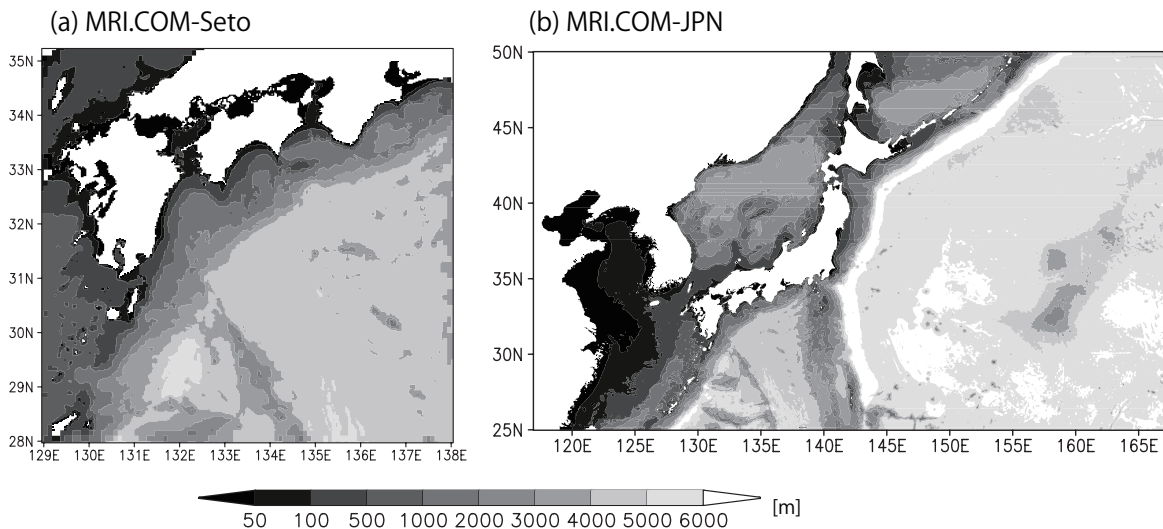 (a) MRI.COM-Seto
35N
34N
33N
32N
31N
30N
29N
28N
129E 130E 131E 132E 133E 134E 135E 136E 137E 138E
(b) MRI.COM-JPN
50N
45N
40N
35N
30N
25N
120E 125E 130E 135E 140E 145E 150E 155E 160E 165E
50 100 500 1000 2000 3000 4000 5000 6000 [m]